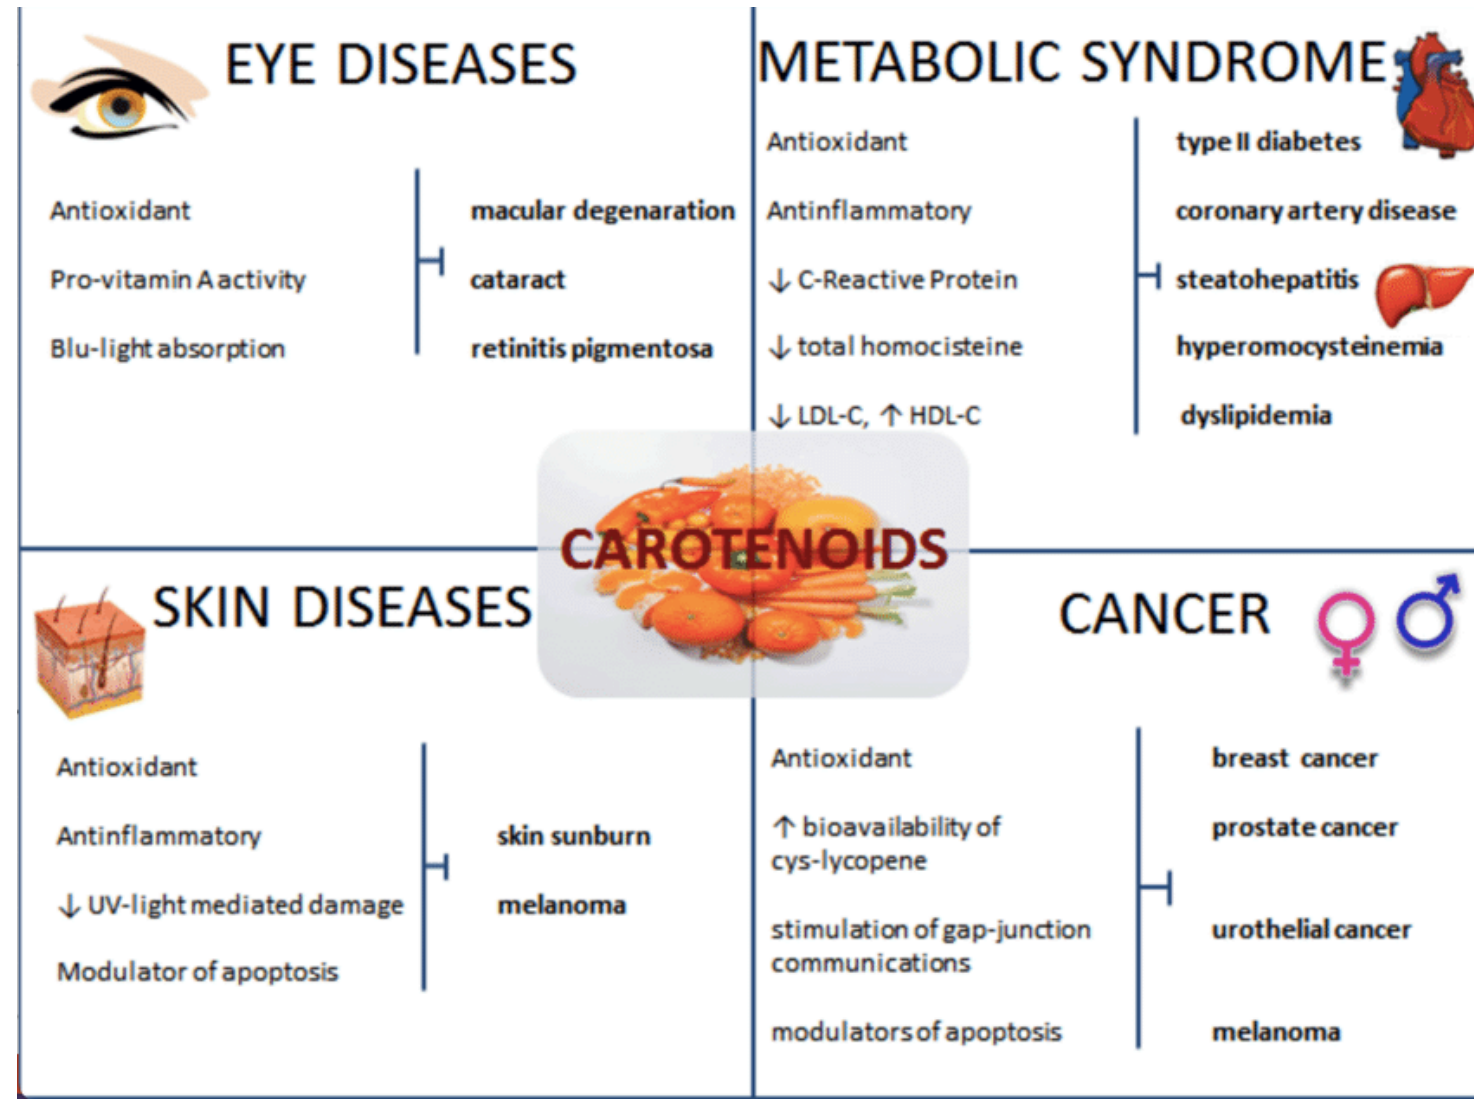 EYE DISEASES
Antioxidant
Pro-vitamin A activity
Blu-light absorption
macular degenaration
cataract
retinitis pigmentosa
METABOLIC SYNDROME
Antioxidant
Antinflammatory
↓ C-Reactive Protein
↓ total homocisteine
↓ LDL-C, ↑ HDL-C
type II diabetes
coronary artery disease
steatohepatitis
hyperomocysteinemia
dyslipidemia
CAROTENOIDS
SKIN DISEASES
Antioxidant
Antinflammatory
↓ UV-light mediated damage
Modulator of apoptosis
skin sunburn
melanoma
CANCER
Antioxidant
↑ bioavailability of
cys-lycopene
stimulation of gap-junction
communications
modulators of apoptosis
breast cancer
prostate cancer
urothelial cancer
melanoma